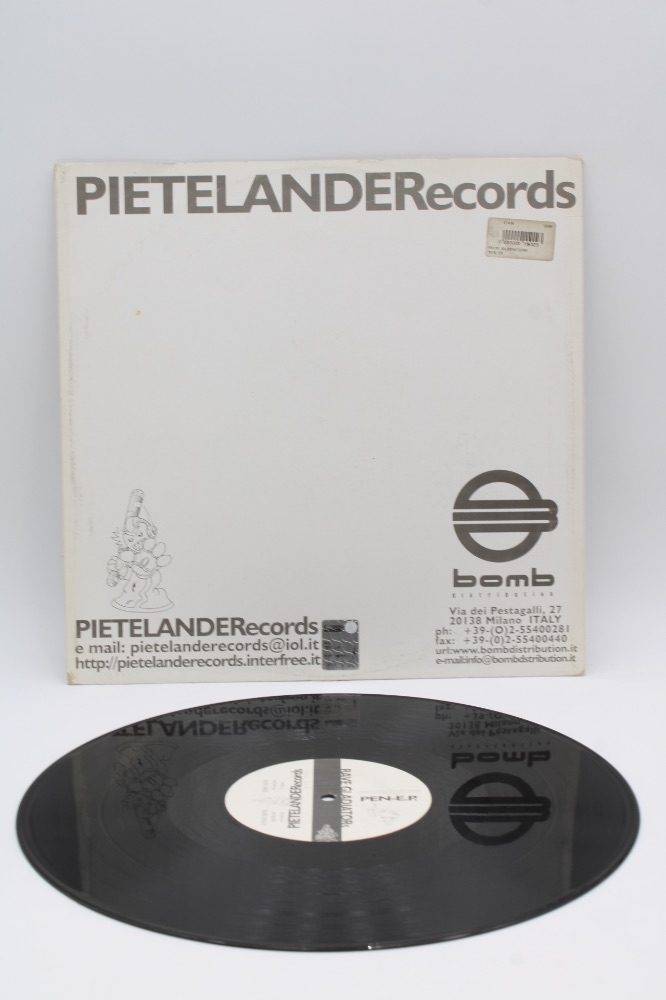 PIETELANDERecords
bomb
distribution
PIETELANDERecords
e mail: pietelanderecords@iol.it
http://pietelanderecords.interfree.it
Via dei Pestagalli, 27
20138 Milano ITALY
ph: +39-(O)2-55400281
fax: +39-(0)2-55400440
url:www.bombdistribution.it
e-mail:info@bombdistribution.it
PIETELANDERecords
RAVE GLADIATOR
PEN-E.P.